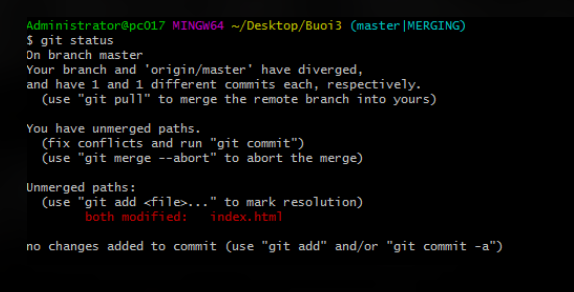 Administrator@pc017 MINGW64 ~/Desktop/Buoi3 (master|MERGING)
$ git status
On branch master
Your branch and 'origin/master' have diverged,
and have 1 and 1 different commits each, respectively.
  (use "git pull" to merge the remote branch into yours)

You have unmerged paths.
  (fix conflicts and run "git commit")
  (use "git merge --abort" to abort the merge)

Unmerged paths:
  (use "git add <file>..." to mark resolution)
        both modified:   index.html

no changes added to commit (use "git add" and/or "git commit -a")